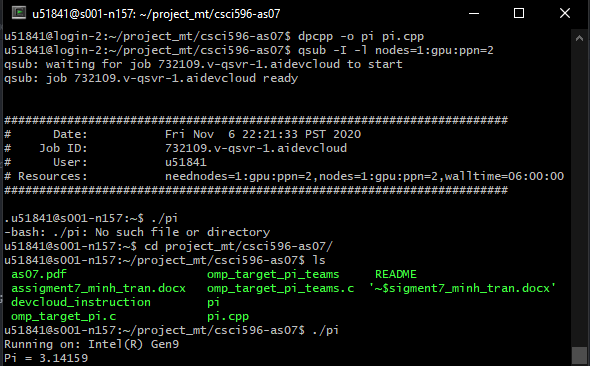 u51841@s001-n157: ~/project_mt/csci596-as07
u51841@login-2:~/project_mt/csci596-as07$ dpcpp -o pi pi.cpp
u51841@login-2:~/project_mt/csci596-as07$ qsub -I -l nodes=1:gpu:ppn=2
qsub: waiting for job 732109.v-qsvr-1.aidevcloud to start
qsub: job 732109.v-qsvr-1.aidevcloud ready
########################################################################
#      Date:           Fri Nov  6 22:21:33 PST 2020
#    Job ID:           732109.v-qsvr-1.aidevcloud
#      User:           u51841
# Resources:           neednodes=1:gpu:ppn=2,nodes=1:gpu:ppn=2,walltime=06:00:00
########################################################################
.u51841@s001-n157:~$ ./pi
-bash: ./pi: No such file or directory
u51841@s001-n157:~$ cd project_mt/csci596-as07/
u51841@s001-n157:~/project_mt/csci596-as07$ ls
as07.pdf                    omp_target_pi_teams     README
assigment7_minh_tran.docx   omp_target_pi_teams.c  '~$sigment7_minh_tran.docx'
devcloud_instruction        pi
omp_target_pi.c             pi.cpp
u51841@s001-n157:~/project_mt/csci596-as07$ ./pi
Running on: Intel(R) Gen9
Pi = 3.14159